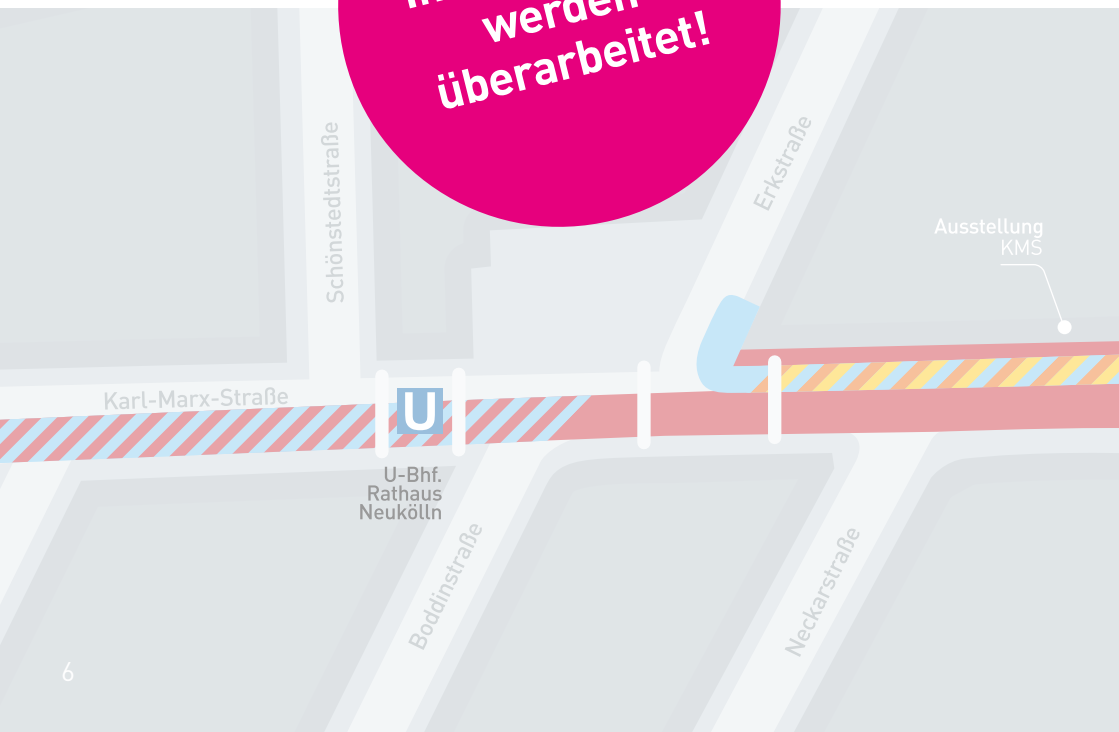 werden
überarbeitet!
Schönstedtstraße
Erkstraße
Ausstellung
KMS
Karl-Marx-Straße
U
U-Bhf.
Rathaus
Neukölln
Boddinstraße
Neckarstraße
6